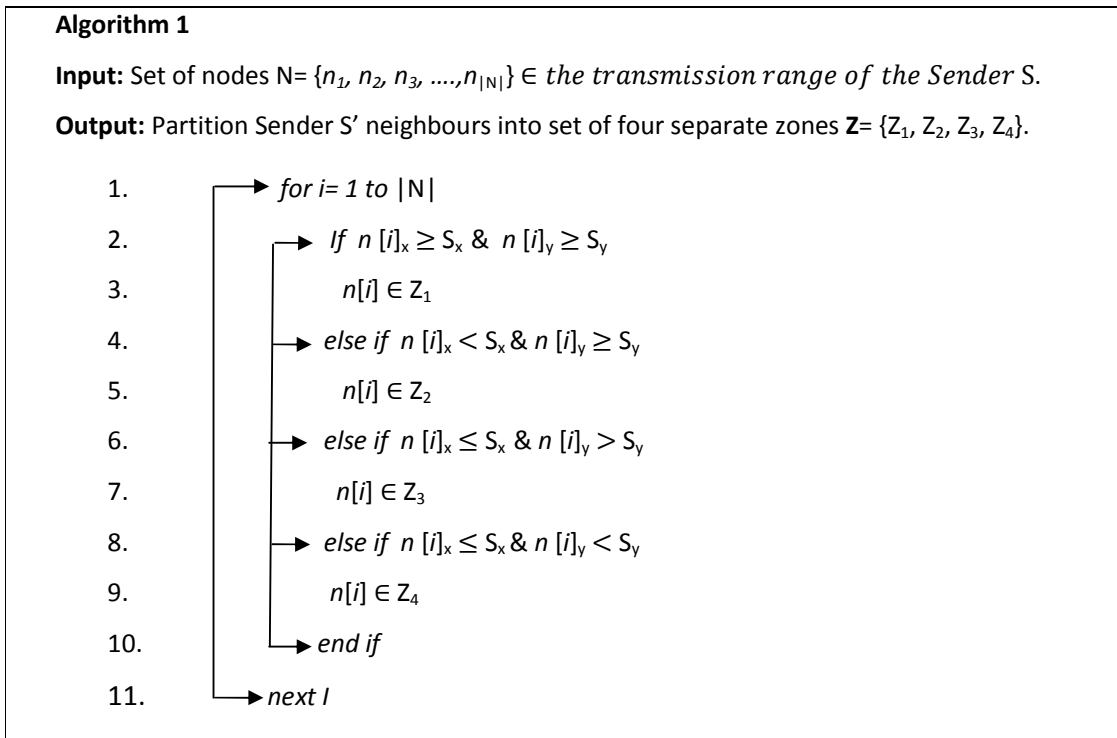 Algorithm 1
Input: Set of nodes N= {n1, n2, n3, ....,n|N|} ∈ the transmission range of the Sender S.
Output: Partition Sender S' neighbours into set of four separate zones Z= {Z1, Z2, Z3, Z4}.
1. for i= 1 to |N|
2. If n [i]x ≥ Sx & n [i]y ≥ Sy
3. n[i] ∈ Z1
4. else if n [i]x < Sx & n [i]y ≥ Sy
5. n[i] ∈ Z2
6. else if n [i]x ≤ Sx & n [i]y > Sy
7. n[i] ∈ Z3
8. else if n [i]x ≤ Sx & n [i]y < Sy
9. n[i] ∈ Z4
10. end if
11. next I